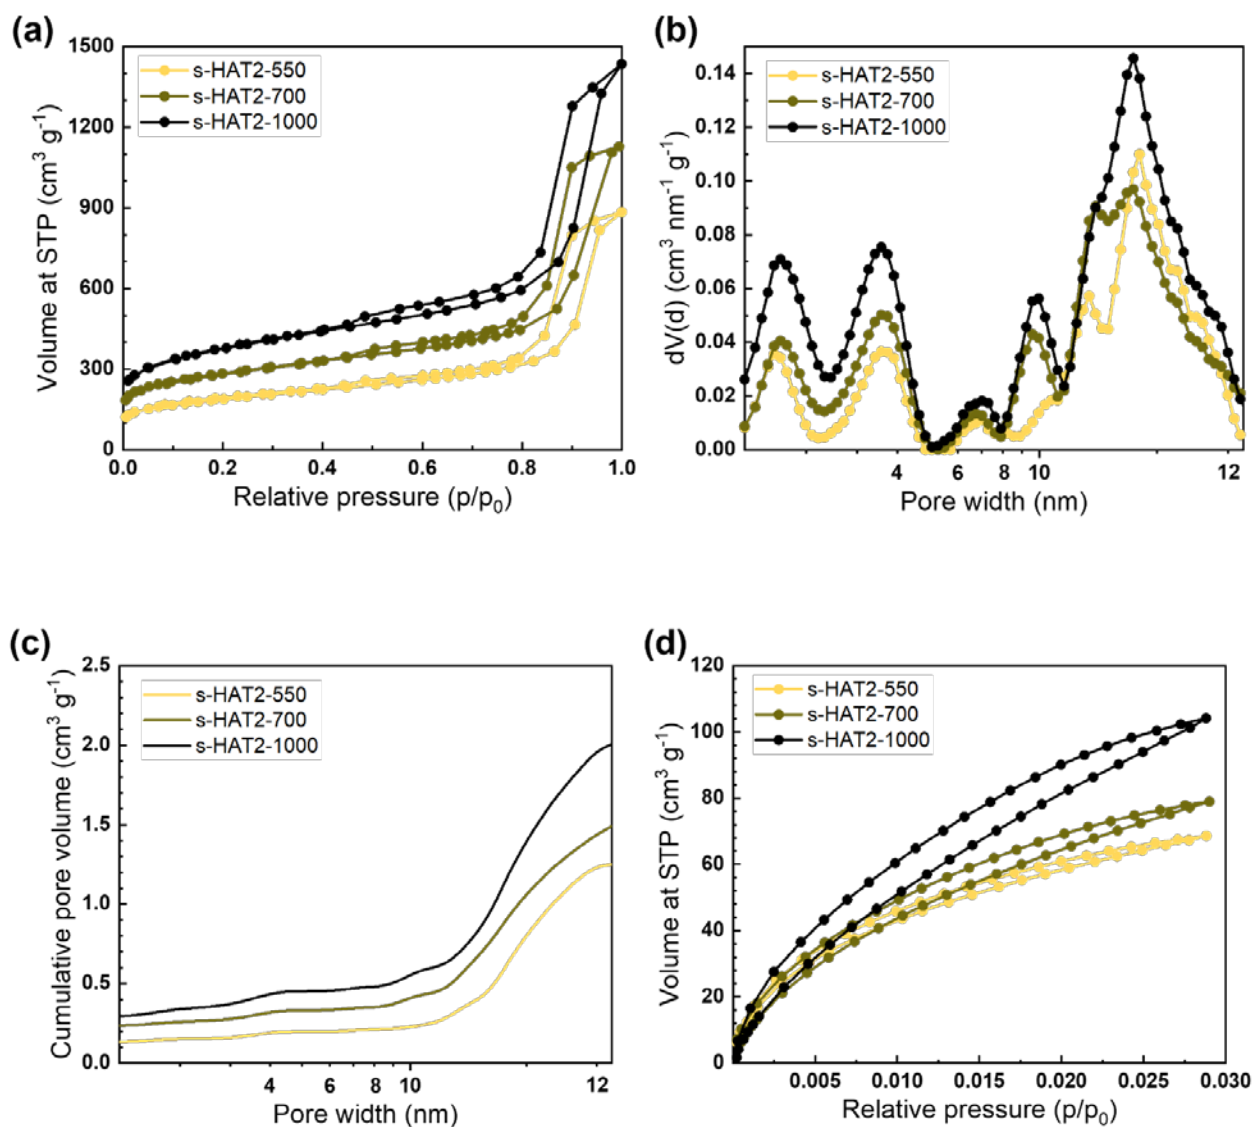 (a)
1500
1200
900
600
300
0
Volume at STP (cm³ g⁻¹)
s-HAT2-550
s-HAT2-700
s-HAT2-1000
0.0 0.2 0.4 0.6 0.8 1.0
Relative pressure (p/p₀)
(b)
0.14
0.12
0.10
0.08
0.06
0.04
0.02
0.00
dV(d) (cm³ nm⁻¹ g⁻¹)
s-HAT2-550
s-HAT2-700
s-HAT2-1000
4 6 8 10 12
Pore width (nm)
(c)
2.5
2.0
1.5
1.0
0.5
0.0
Cumulative pore volume (cm³ g⁻¹)
s-HAT2-550
s-HAT2-700
s-HAT2-1000
4 6 8 10 12
Pore width (nm)
(d)
120
100
80
60
40
20
0
Volume at STP (cm³ g⁻¹)
s-HAT2-550
s-HAT2-700
s-HAT2-1000
0.005 0.010 0.015 0.020 0.025 0.030
Relative pressure (p/p₀)